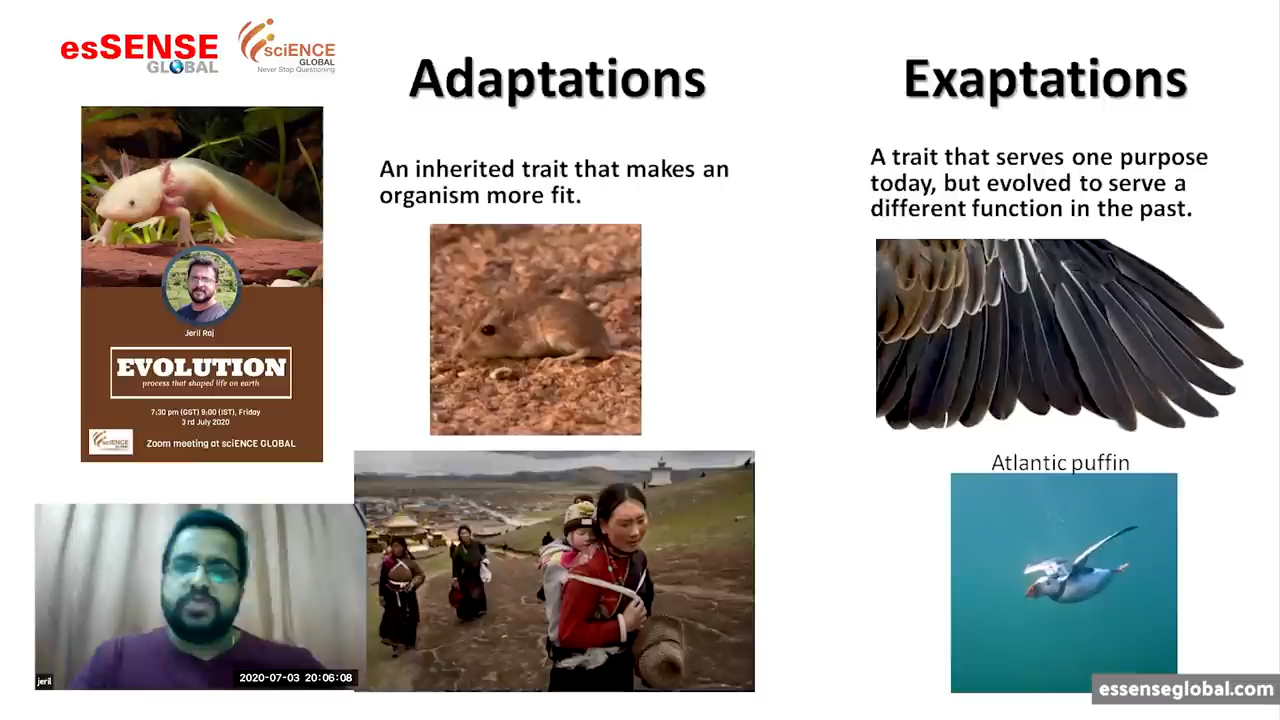 esSENSE
GLOBAL
sciENCE
GLOBAL
Never Stop Questioning
Adaptations
Exaptations
An inherited trait that makes an
organism more fit.
A trait that serves one purpose
today, but evolved to serve a
different function in the past.
Jeril Raj
EVOLUTION
process that shaped life on earth
7:30 pm (GST) 9:00 (IST), Friday
3 rd July 2020
sciENCE
Zoom meeting at sciENCE GLOBAL
Atlantic puffin
jeril
2020-07-03 20:06:08
essenseglobal.com